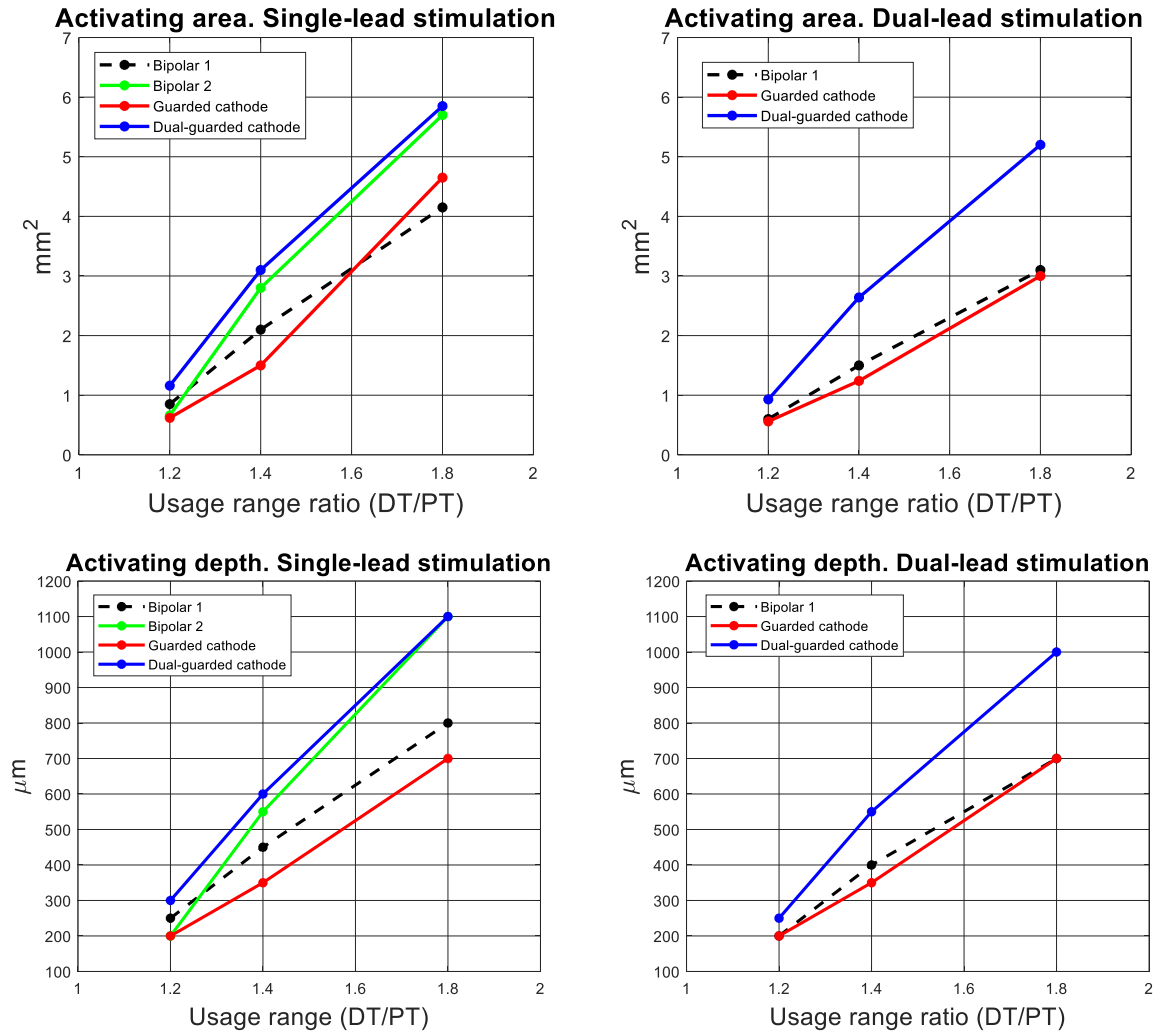 Activating area. Single-lead stimulation
7
6
5
4
3
2
1
0
mm2
Bipolar 1
Bipolar 2
Guarded cathode
Dual-guarded cathode
1
1.2
1.4
1.6
1.8
2
Usage range ratio (DT/PT)
Activating area. Dual-lead stimulation
7
6
5
4
3
2
1
0
mm2
Bipolar 1
Guarded cathode
Dual-guarded cathode
1
1.2
1.4
1.6
1.8
2
Usage range ratio (DT/PT)
Activating depth. Single-lead stimulation
1200
1100
1000
900
800
700
600
500
400
300
200
100
μm
Bipolar 1
Bipolar 2
Guarded cathode
Dual-guarded cathode
1
1.2
1.4
1.6
1.8
2
Usage range (DT/PT)
Activating depth. Dual-lead stimulation
1200
1100
1000
900
800
700
600
500
400
300
200
100
μm
Bipolar 1
Guarded cathode
Dual-guarded cathode
1
1.2
1.4
1.6
1.8
2
Usage range ratio (DT/PT)